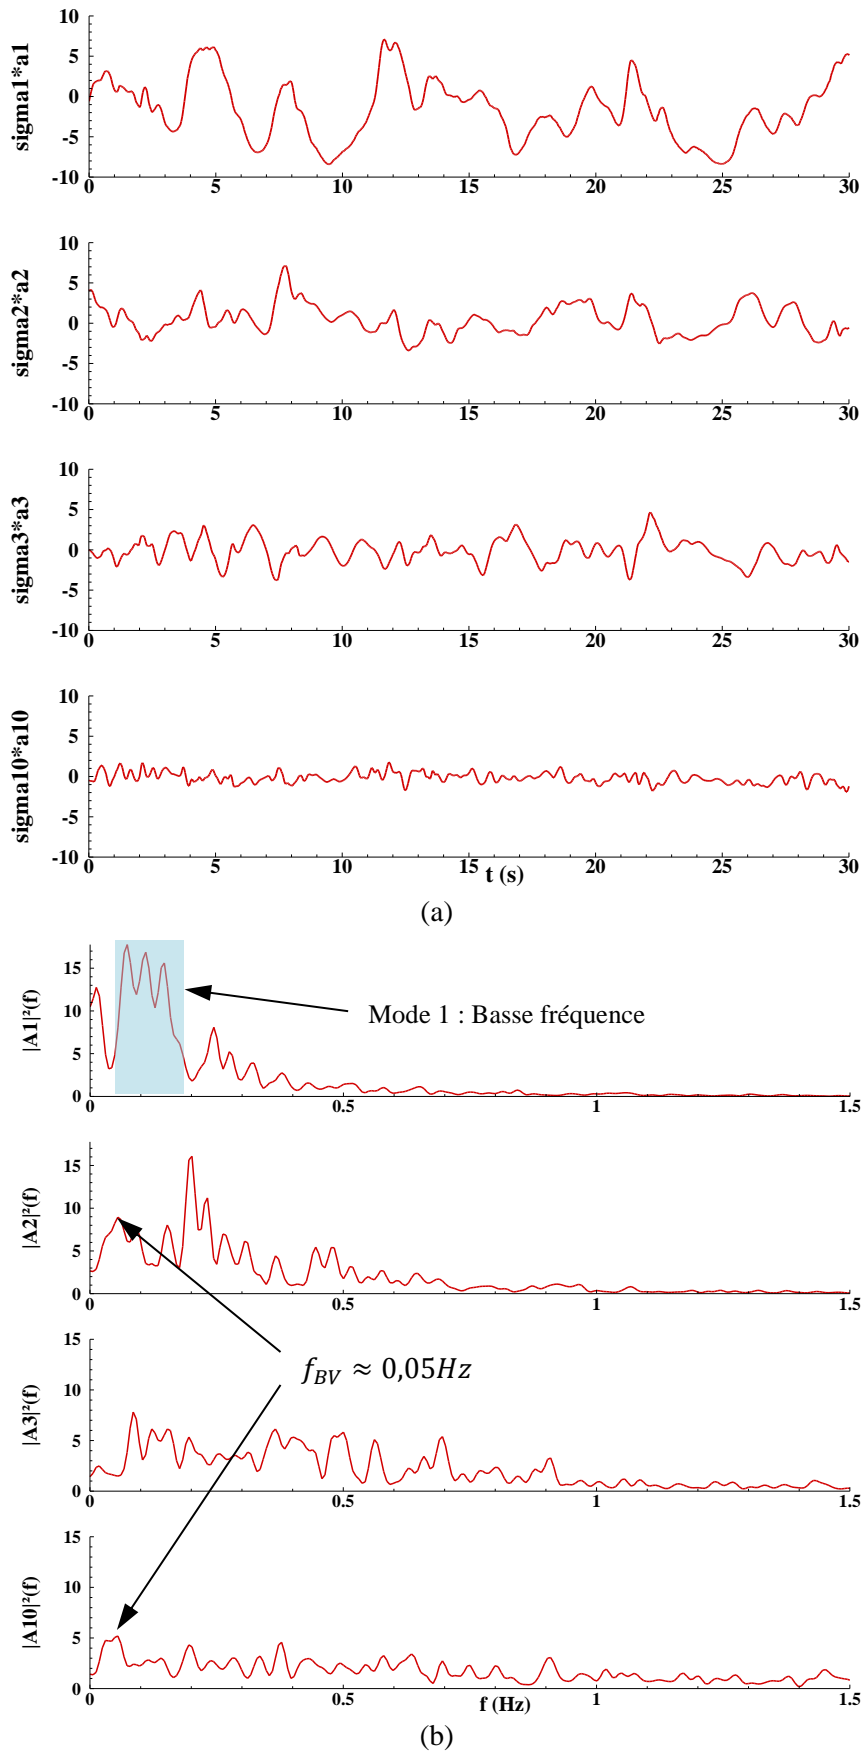 10
5
0
-5
-10
sigma1*a1
0 5 10 15 20 25 30
10
5
0
-5
-10
sigma2*a2
0 5 10 15 20 25 30
10
5
0
-5
-10
sigma3*a3
0 5 10 15 20 25 30
10
5
0
-5
-10
sigma10*a10
0 5 10 15 20 25 30
t (s)
(a)
15
10
5
0
|A1|²(f)
Mode 1 : Basse fréquence
0 0.5 1 1.5
15
10
5
0
|A2|²(f)
0 0.5 1 1.5
15
10
5
0
|A3|²(f)
f_{BV} ≈ 0,05Hz
0 0.5 1 1.5
15
10
5
0
|A10|²(f)
0 0.5 1 1.5
f (Hz)
(b)